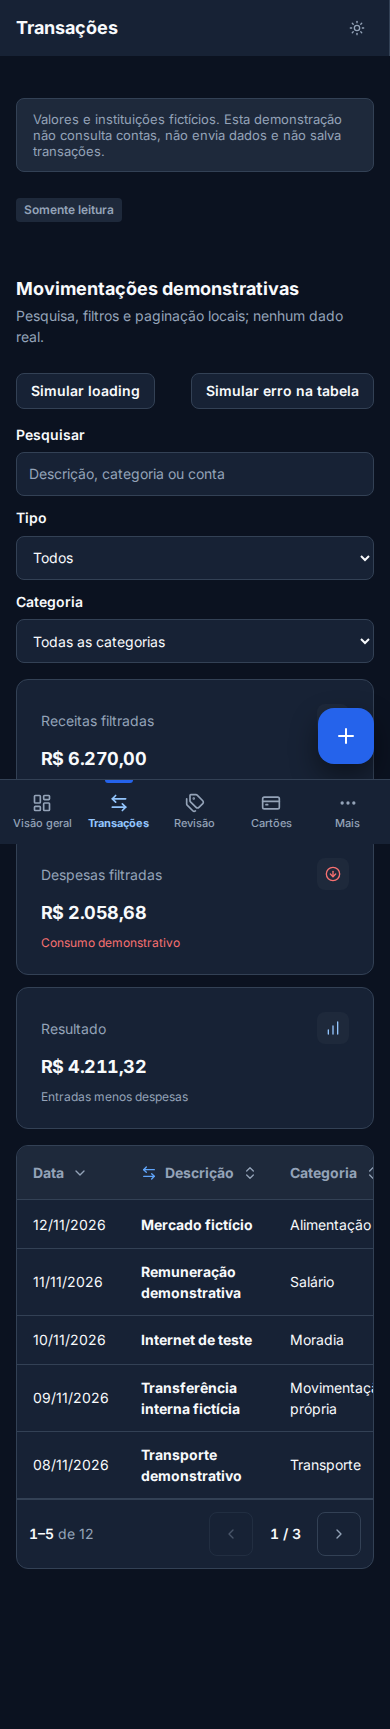 Transações
Valores e instituições fictícios. Esta demonstração
não consulta contas, não envia dados e não salva
transações.
Somente leitura
Movimentações demonstrativas
Pesquisa, filtros e paginação locais; nenhum dado
real.
Simular loading
Simular erro na tabela
Pesquisar
Descrição, categoria ou conta
Tipo
Todos
Categoria
Todas as categorias
Receitas filtradas
R$ 6.270,00
Visão geral
Transações
Revisão
Cartões
Mais
Despesas filtradas
R$ 2.058,68
Consumo demonstrativo
Resultado
R$ 4.211,32
Entradas menos despesas
Data Descrição Categoria
12/11/2026 Mercado fictício Alimentação
11/11/2026 Remuneração
demonstrativa Salário
10/11/2026 Internet de teste Moradia
09/11/2026 Transferência
interna fictícia Movimentaç
própria
08/11/2026 Transporte
demonstrativo Transporte
1–5 de 12
1 / 3